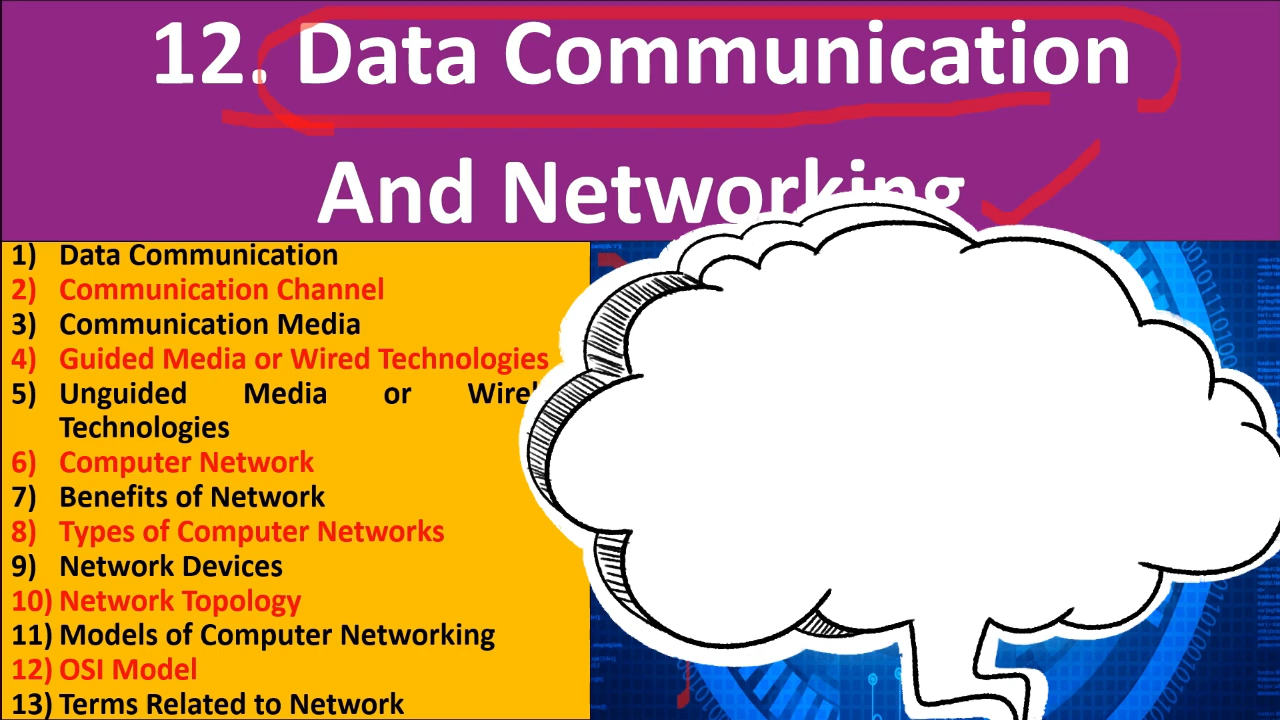 12. Data Communication
And Networking
1) Data Communication
2) Communication Channel
3) Communication Media
4) Guided Media or Wired Technologies
5) Unguided Media or
Technologies
6) Computer Network
7) Benefits of Network
8) Types of Computer Networks
9) Network Devices
10) Network Topology
11) Models of Computer Networking
12) OSI Model
13) Terms Related to Network